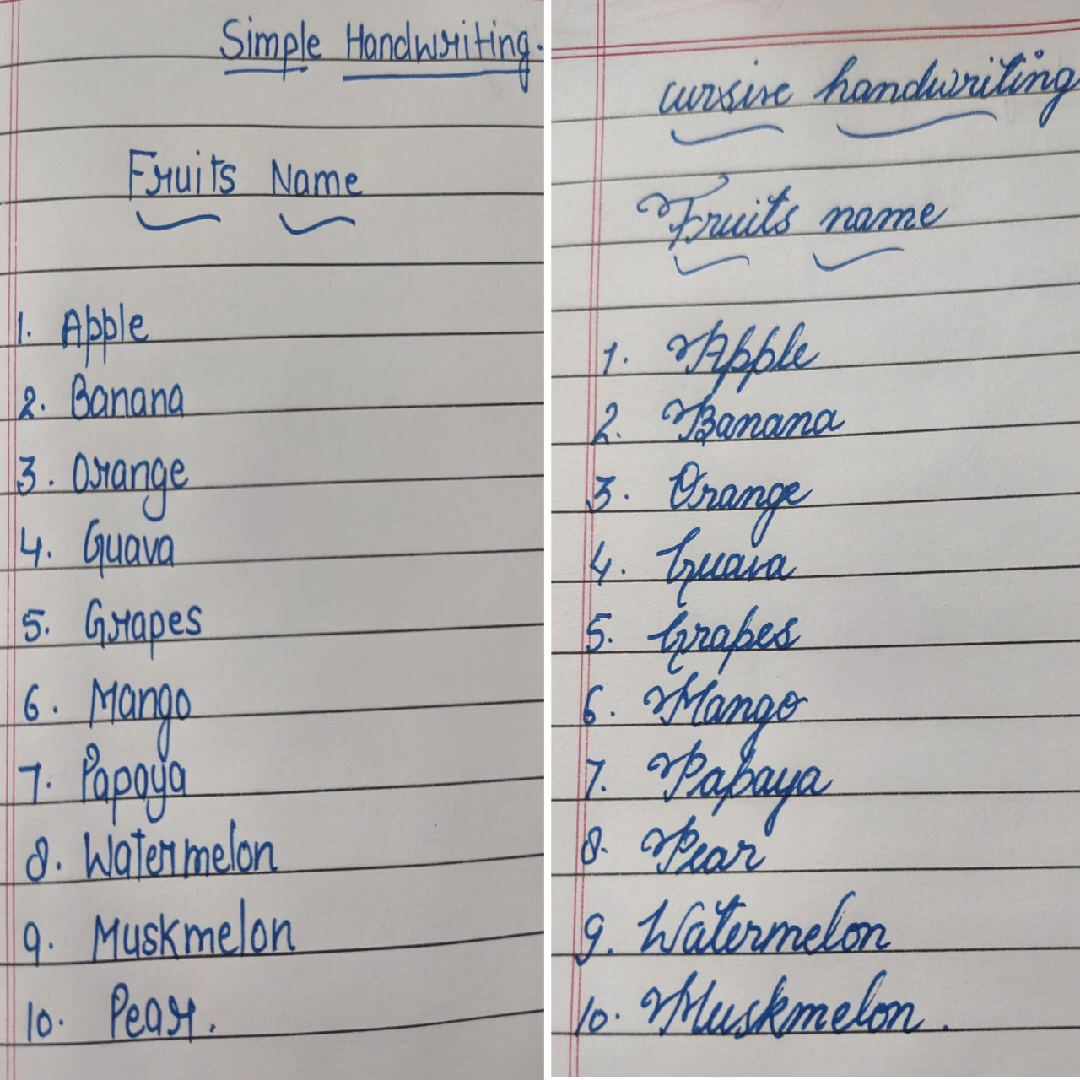 Simple Handwriting.
Fruits Name
1. Apple
2. Banana
3. Orange
4. Guava
5. Grapes
6. Mango
7. Papaya
8. Watermelon
9. Muskmelon
10. Pear.
cursive handwriting
Fruits name
1. Apple
2. Banana
3. Orange
4. Guava
5. Grapes
6. Mango
7. Papaya
8. Pear
9. Watermelon
10. Muskmelon.